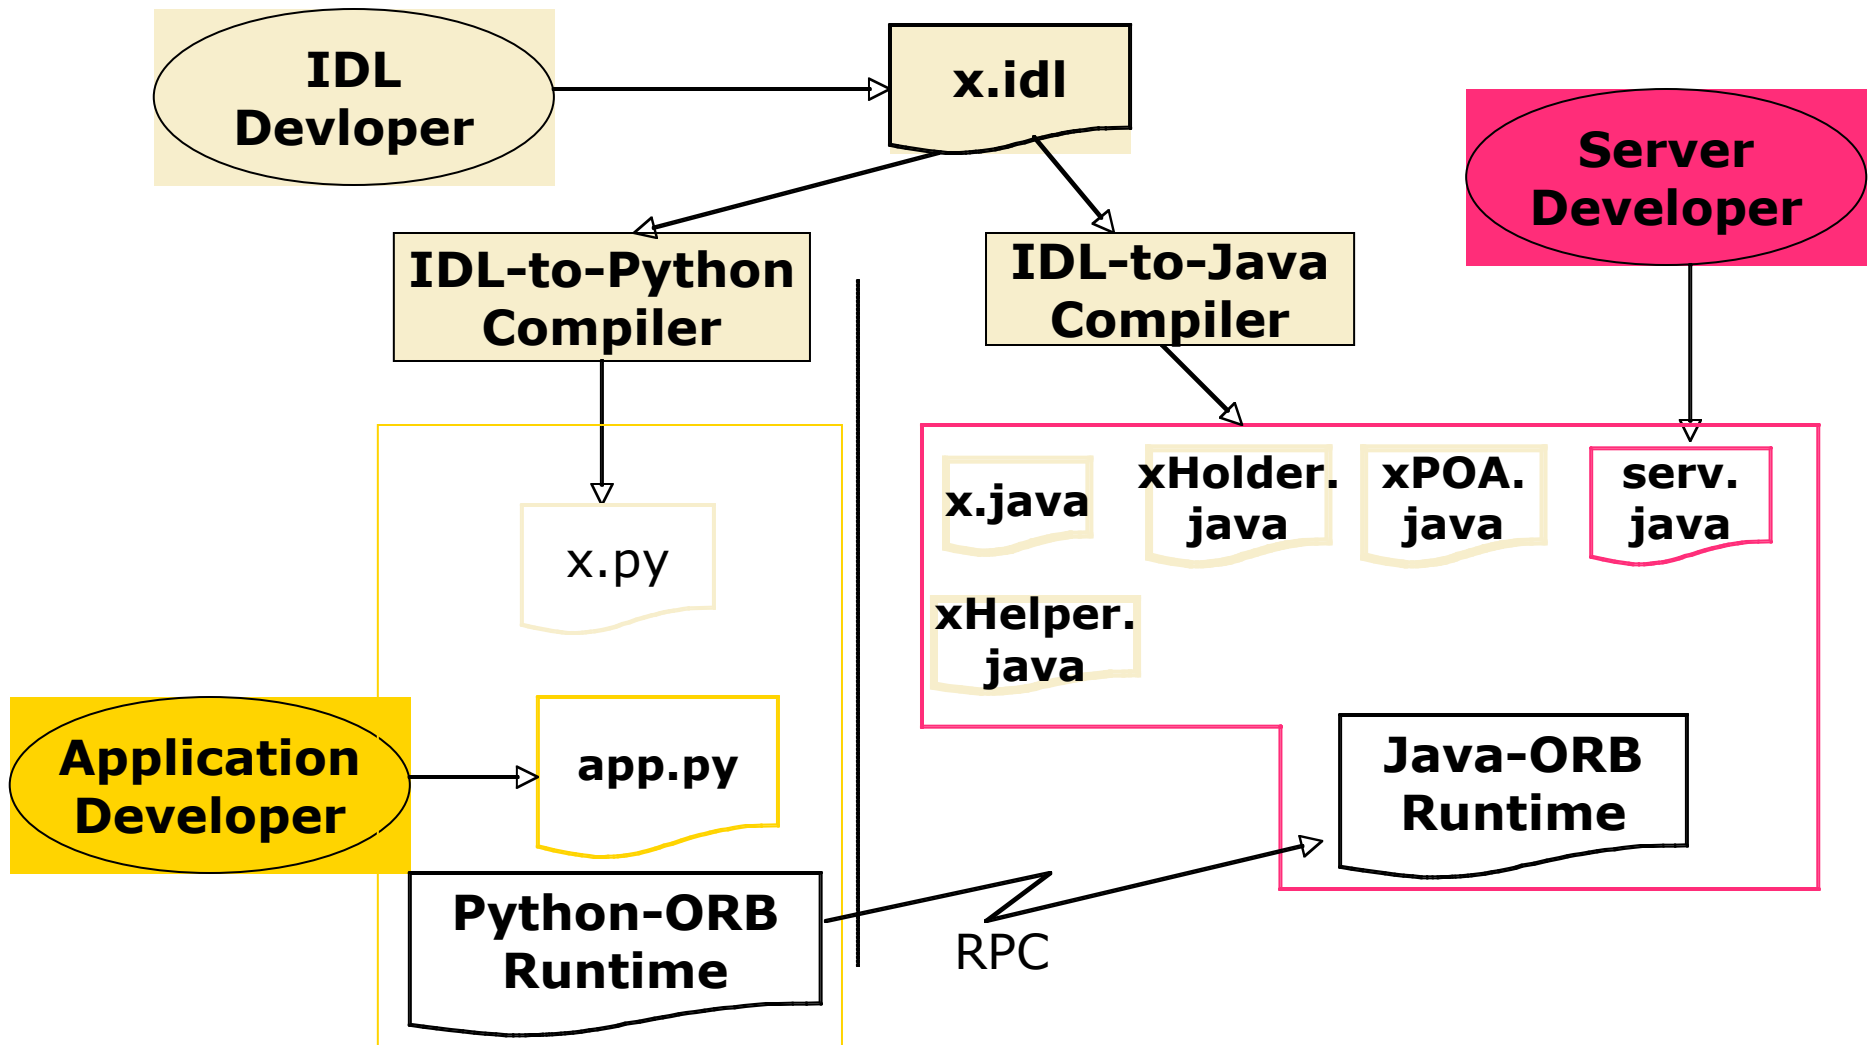 IDL
Devloper
x.idl
Server
Developer
IDL-to-Python
Compiler
IDL-to-Java
Compiler
x.java
xHolder.
java
xPOA.
java
serv.
java
x.py
xHelper.
java
Application
Developer
app.py
Java-ORB
Runtime
Python-ORB
Runtime
RPC